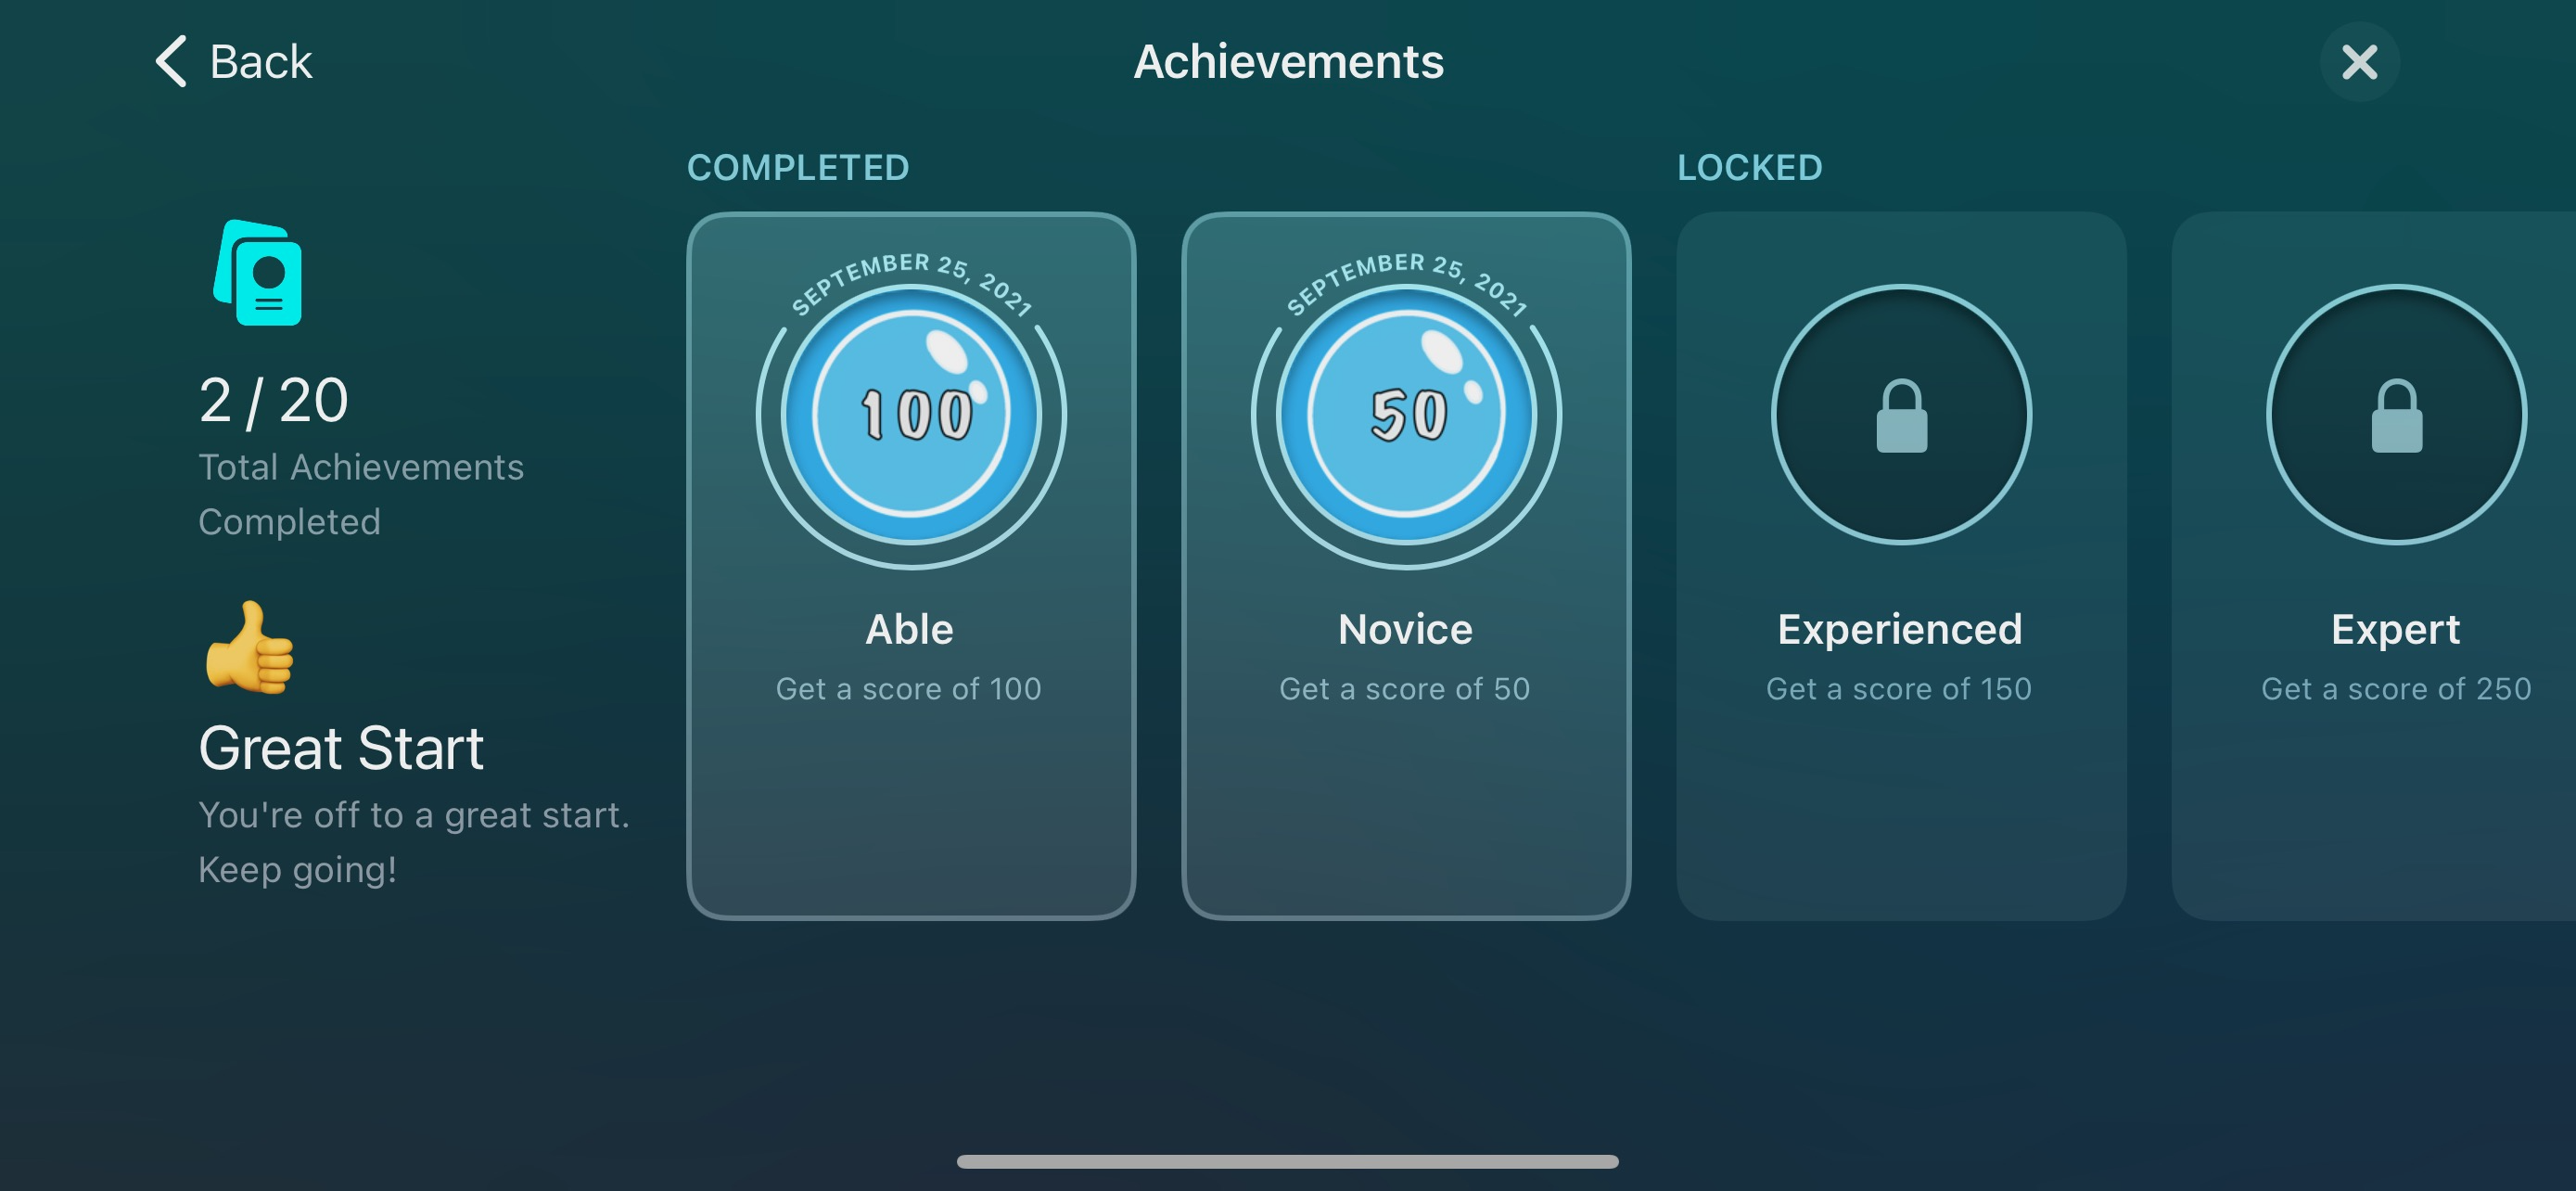 Back
Achievements
2 / 20
Total Achievements
Completed
Great Start
You're off to a great start.
Keep going!
COMPLETED
SEPTEMBER 25, 2021
100
Able
Get a score of 100
SEPTEMBER 25, 2021
50
Novice
Get a score of 50
LOCKED
Experienced
Get a score of 150
Expert
Get a score of 250